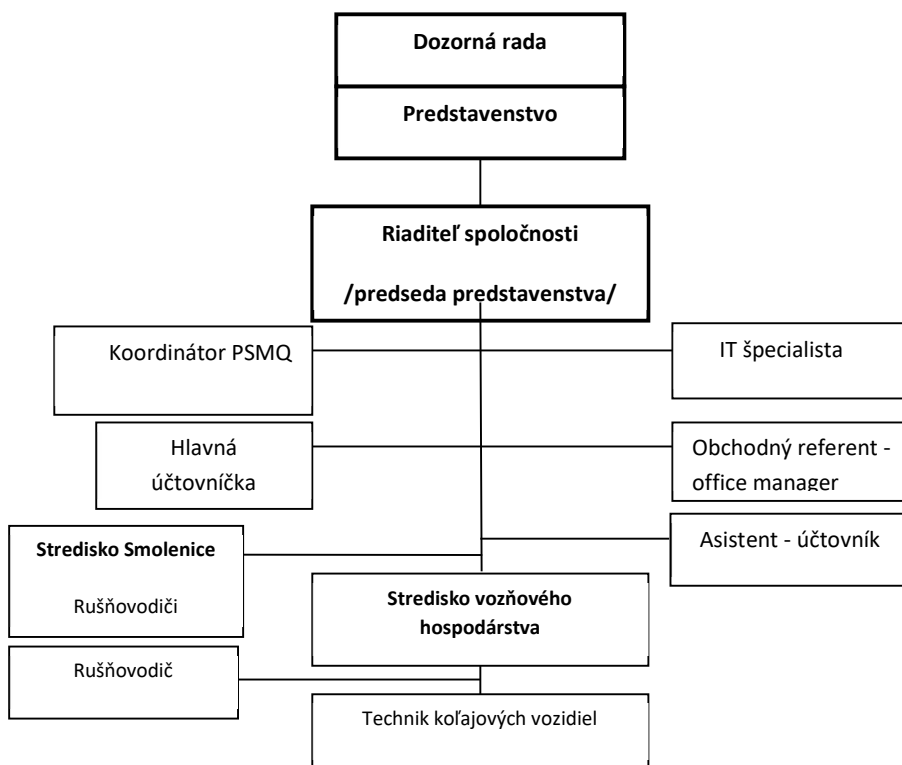 Dozorná rada
Predstavenstvo
Riaditeľ spoločnosti
/predseda predstavenstva/
Koordinátor PSMQ
IT špecialista
Hlavná
účtovníčka
Obchodný referent -
office manager
Stredisko Smolenice
Rušňovodiči
Asistent - účtovník
Stredisko vozňového
hospodárstva
Rušňovodič
Technik koľajových vozidiel